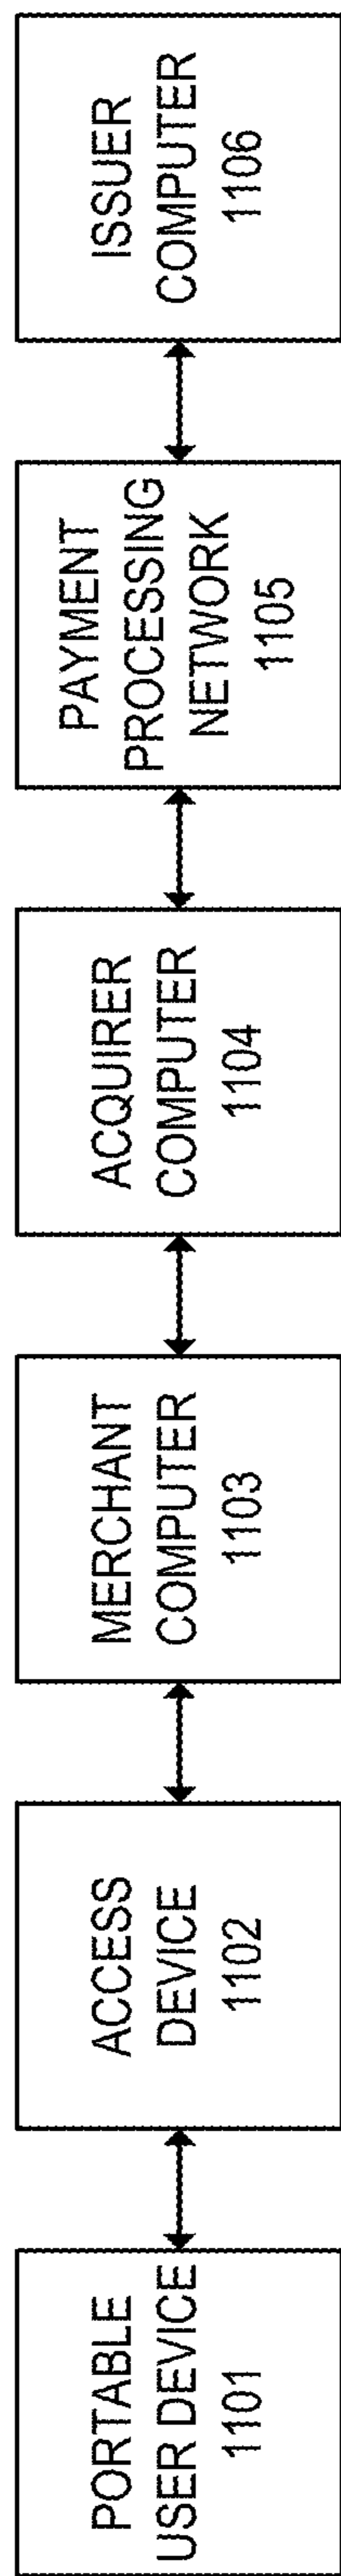 PORTABLE
USER DEVICE
1101
ACCESS
DEVICE
1102
MERCHANT
COMPUTER
1103
ACQUIRER
COMPUTER
1104
PAYMENT
PROCESSING
NETWORK
1105
ISSUER
COMPUTER
1106